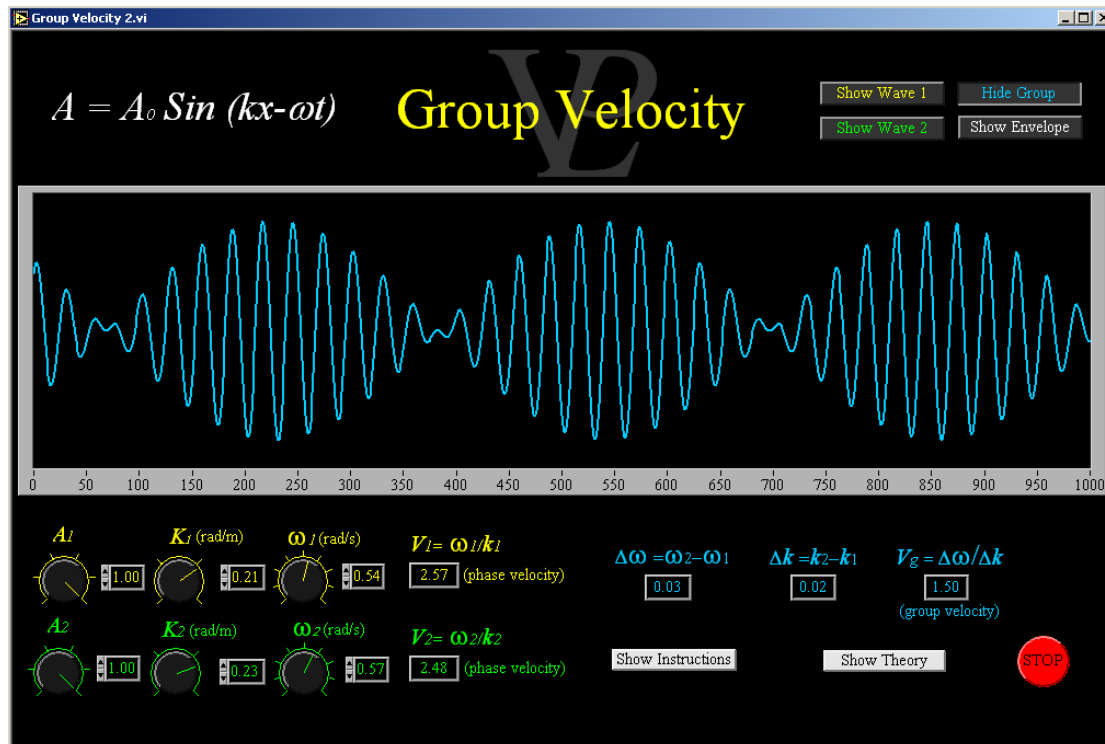 Group Velocity 2.vi
A = A₀ Sin (kx-ωt)
VPL
Group Velocity
Show Wave 1
Hide Group
Show Wave 2
Show Envelope
0 50 100 150 200 250 300 350 400 450 500 550 600 650 700 750 800 850 900 950 1000
A1 K1 (rad/m) ω1 (rad/s) V1= ω1/k1
1.00 0.21 0.54 2.57 (phase velocity)
Δω =ω2-ω1 Δk =k2-k1 Vg = Δω/Δk
0.03 0.02 1.50
(group velocity)
A2 K2 (rad/m) ω2 (rad/s) V2= ω2/k2
1.00 0.23 0.57 2.48 (phase velocity)
Show Instructions
Show Theory
STOP